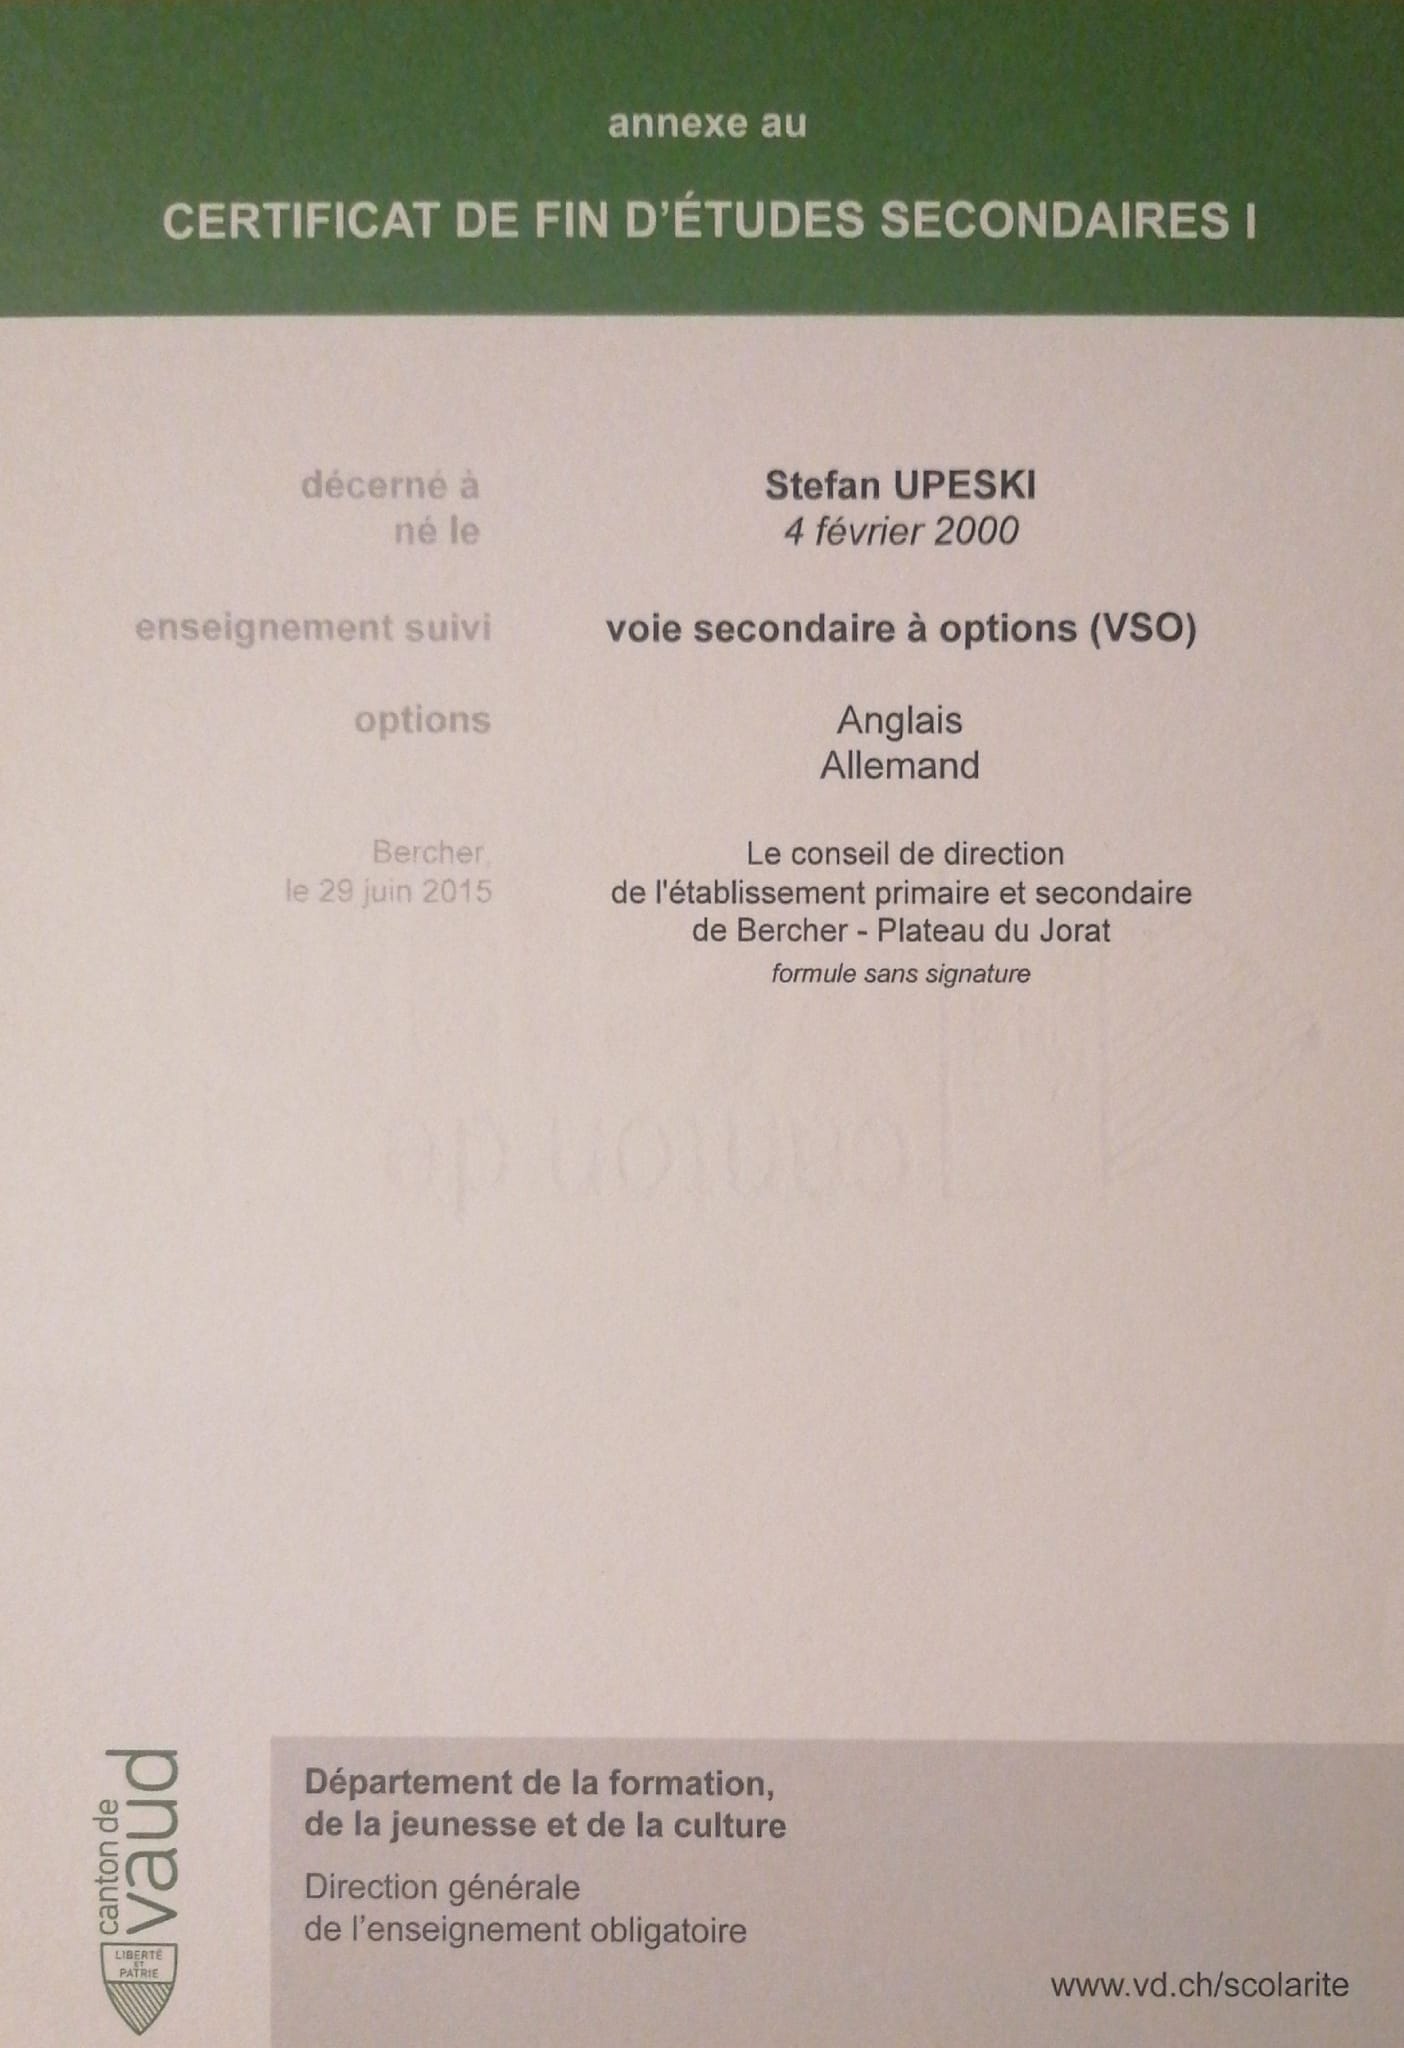 annexe au
CERTIFICAT DE FIN D'ÉTUDES SECONDAIRES I
décerné à Stefan UPESKI
né le 4 février 2000
enseignement suivi voie secondaire à options (VSO)
options Anglais
Allemand
Bercher, Le conseil de direction
le 29 juin 2015 de l'établissement primaire et secondaire
de Bercher - Plateau du Jorat
formule sans signature
canton de
Département de la formation,
de la jeunesse et de la culture
Direction générale
de l'enseignement obligatoire
canton de
vaud
LIBERTÉ
ET
PATRIE
www.vd.ch/scolarite